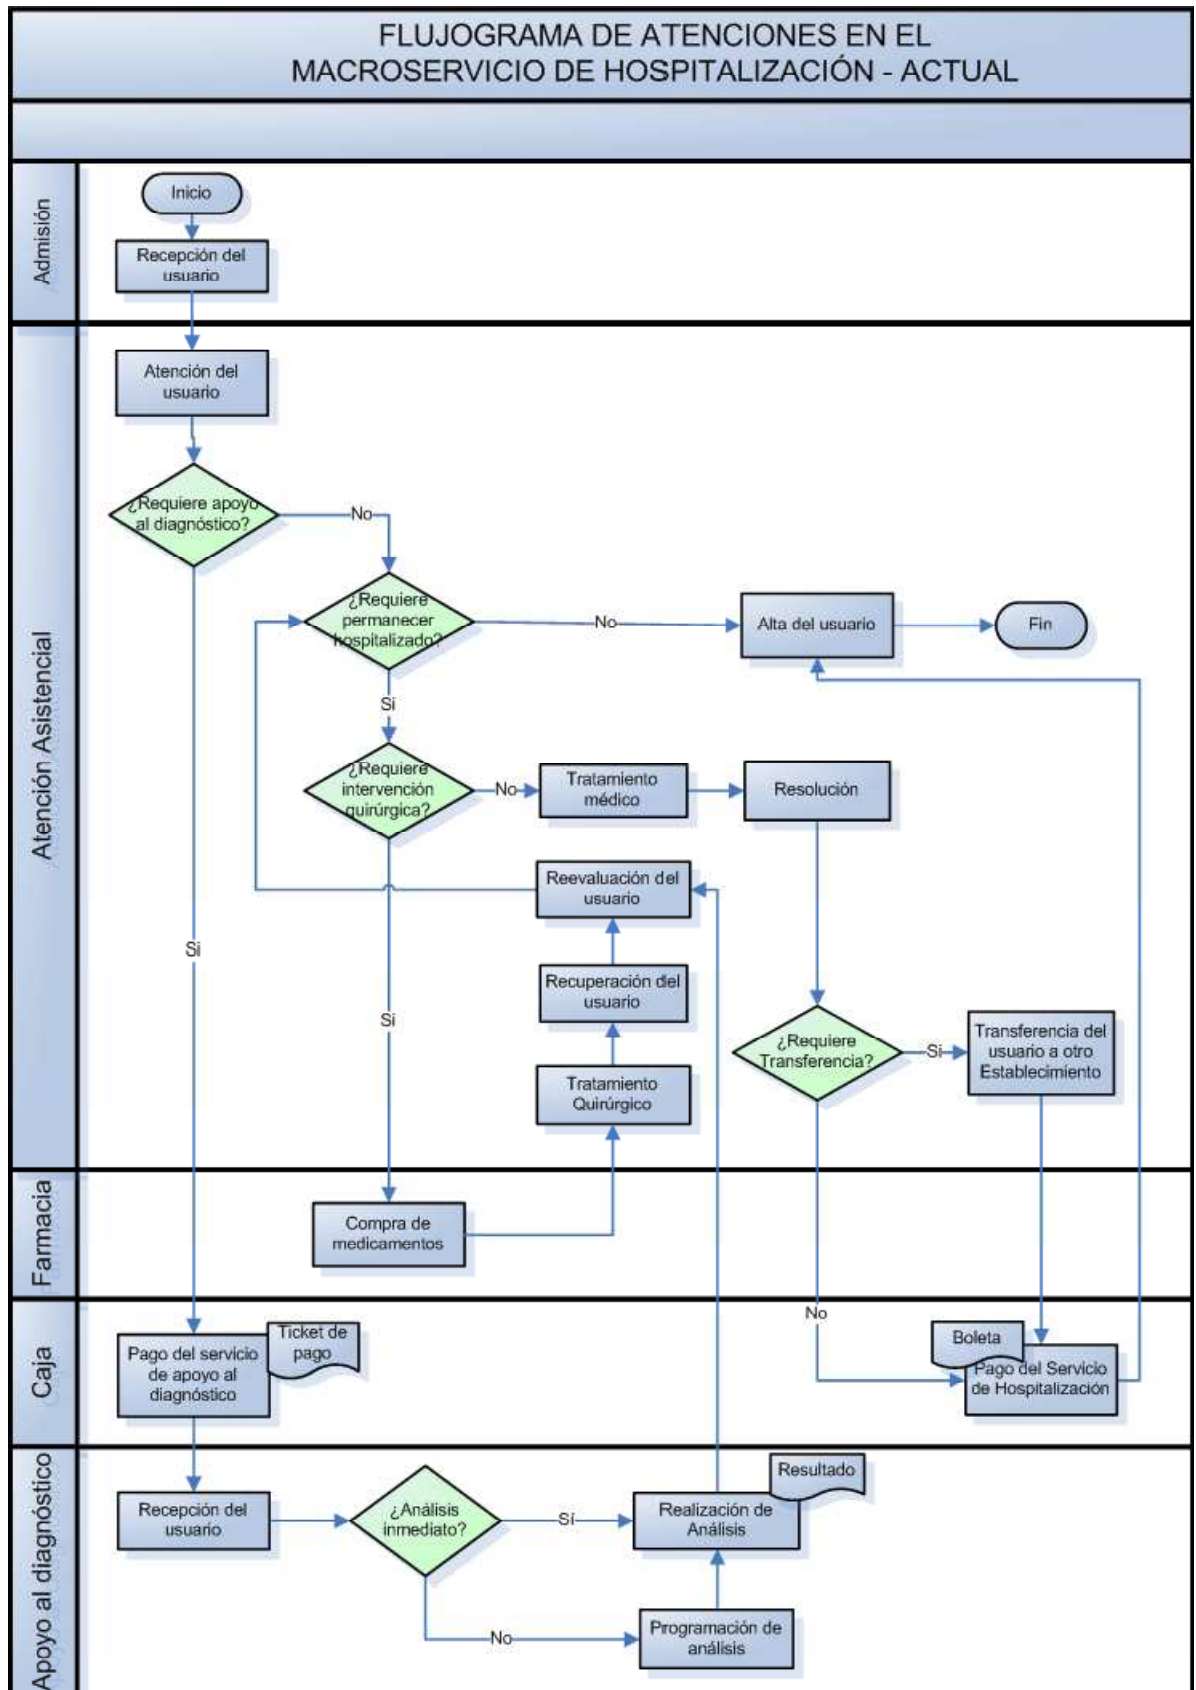 FLUJOGRAMA DE ATENCIONES EN EL
MACROSERVICIO DE HOSPITALIZACIÓN - ACTUAL
Admisión
Inicio
Recepción del
usuario
Atención Asistencial
Atención del
usuario
¿Requiere apoyo
al diagnóstico?
No
¿Requiere
permanecer
hospitalizado?
No
Alta del usuario
Fin
Si
¿Requiere
intervención
quirúrgica?
No
Tratamiento
médico
Resolución
Reevaluación del
usuario
Si
Recuperación del
usuario
Si
¿Requiere
Transferencia?
Si
Transferencia del
usuario a otro
Establecimiento
Tratamiento
Quirúrgico
Farmacia
Compra de
medicamentos
No
Caja
Pago del servicio
de apoyo al
diagnóstico
Ticket de
pago
Boleta
Pago del Servicio
de Hospitalización
Apoyo al diagnóstico
Recepción del
usuario
¿Análisis
inmediato?
Sí
Realización de
Análisis
Resultado
No
Programación de
análisis